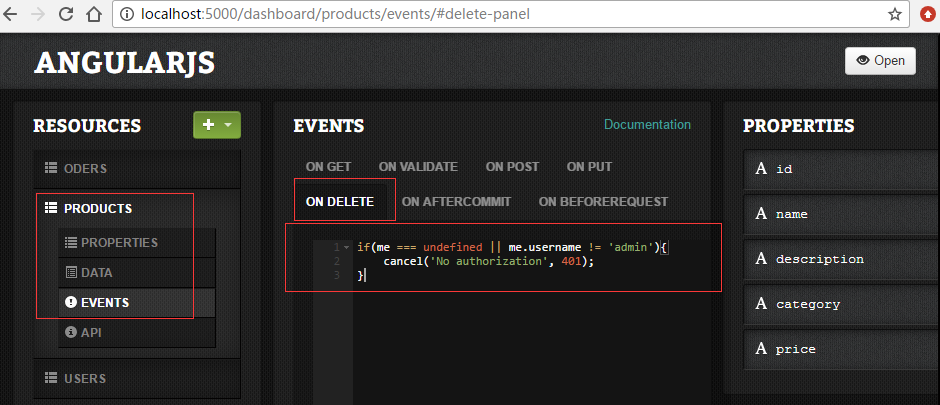 localhost:5000/dashboard/products/events/#delete-panel
ANGULARJS
Open
RESOURCES
ODERS
PRODUCTS
PROPERTIES
DATA
EVENTS
API
USERS
EVENTS
Documentation
ON GET ON VALIDATE ON POST ON PUT
ON DELETE ON AFTERCOMMIT ON BEFOREREQUEST
1 if(me === undefined || me.username != 'admin'){
2 cancel('No authorization', 401);
3 }
PROPERTIES
A id
A name
A description
A category
A price